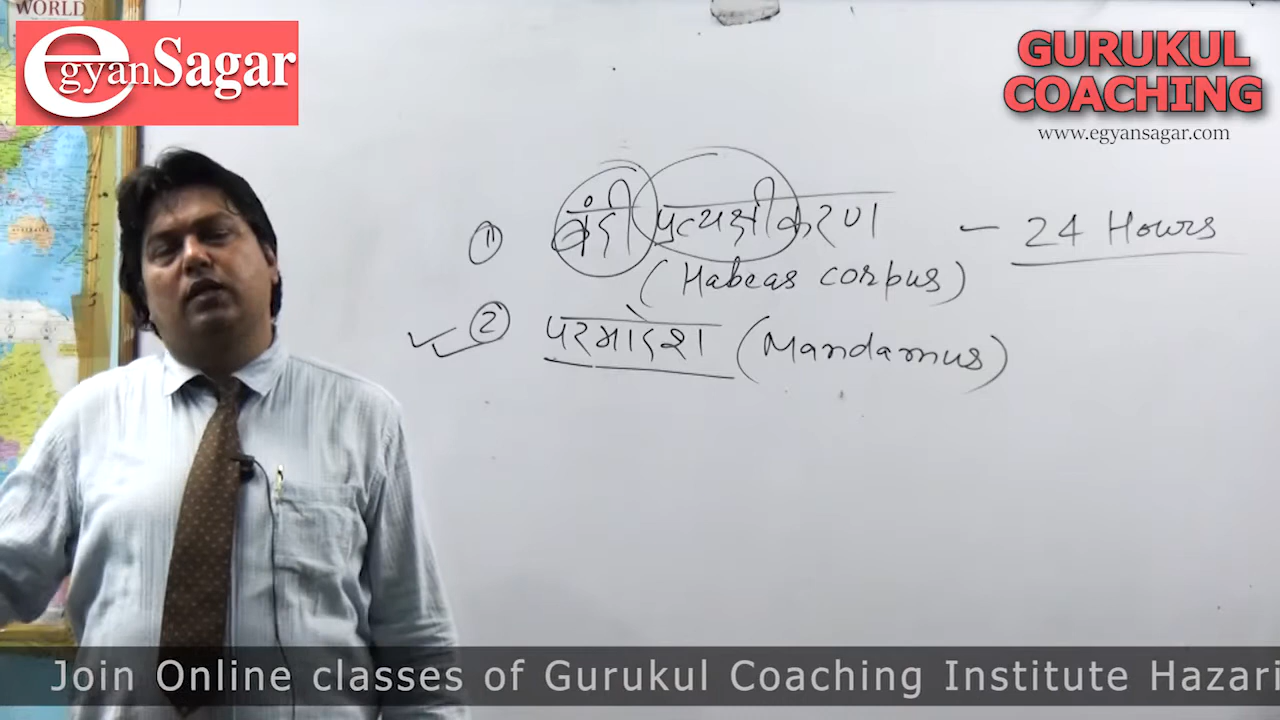 WORLD
egyanSagar
GURUKUL
COACHING
www.egyansagar.com
① बंदी प्रत्यक्षीकरण - 24 Hours
(Habeas corpus)
② परमादेश (Mandamus)
Join Online classes of Gurukul Coaching Institute Hazari